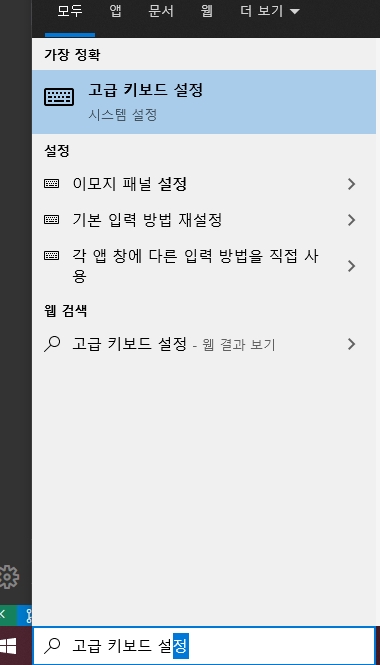 모두 앱 문서 웹 더 보기
가장 정확
고급 키보드 설정
시스템 설정
설정
이모지 패널 설정
기본 입력 방법 재설정
각 앱 창에 다른 입력 방법을 직접 사
용
웹 검색
고급 키보드 설정 - 웹 결과 보기
고급 키보드 설정